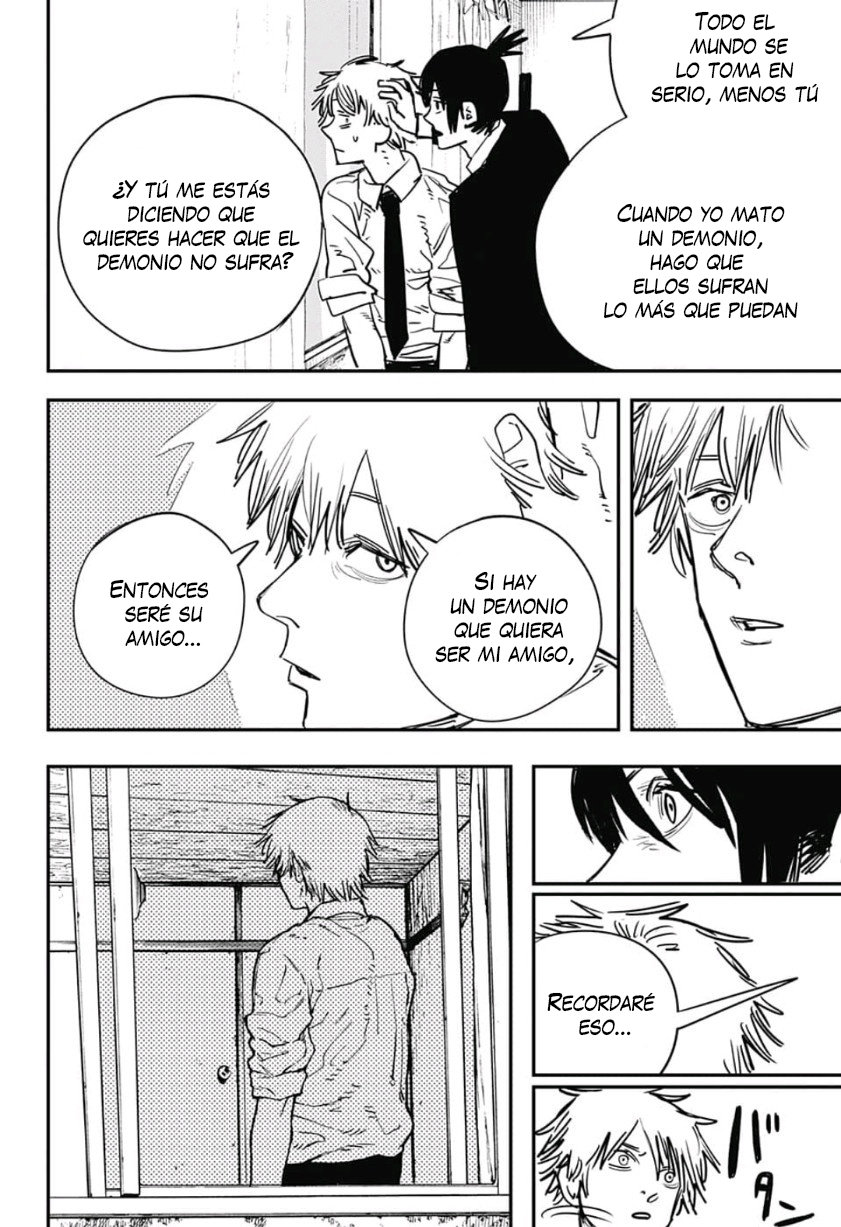 TODO EL
MUNDO SE
LO TOMA EN
SERIO, MENOS TÚ
CUANDO YO MATO
UN DEMONIO,
HAGO QUE
ELLOS SUFRAN
LO MÁS QUE PUEDAN
¿Y TÚ ME ESTÁS
DICIENDO QUE
QUIERES HACER QUE EL
DEMONIO NO SUFRA?
SI HAY
UN DEMONIO
QUE QUIERA
SER MI AMIGO,
ENTONCES
SERÉ SU
AMIGO...
RECORDARÉ
ESO...
バタン